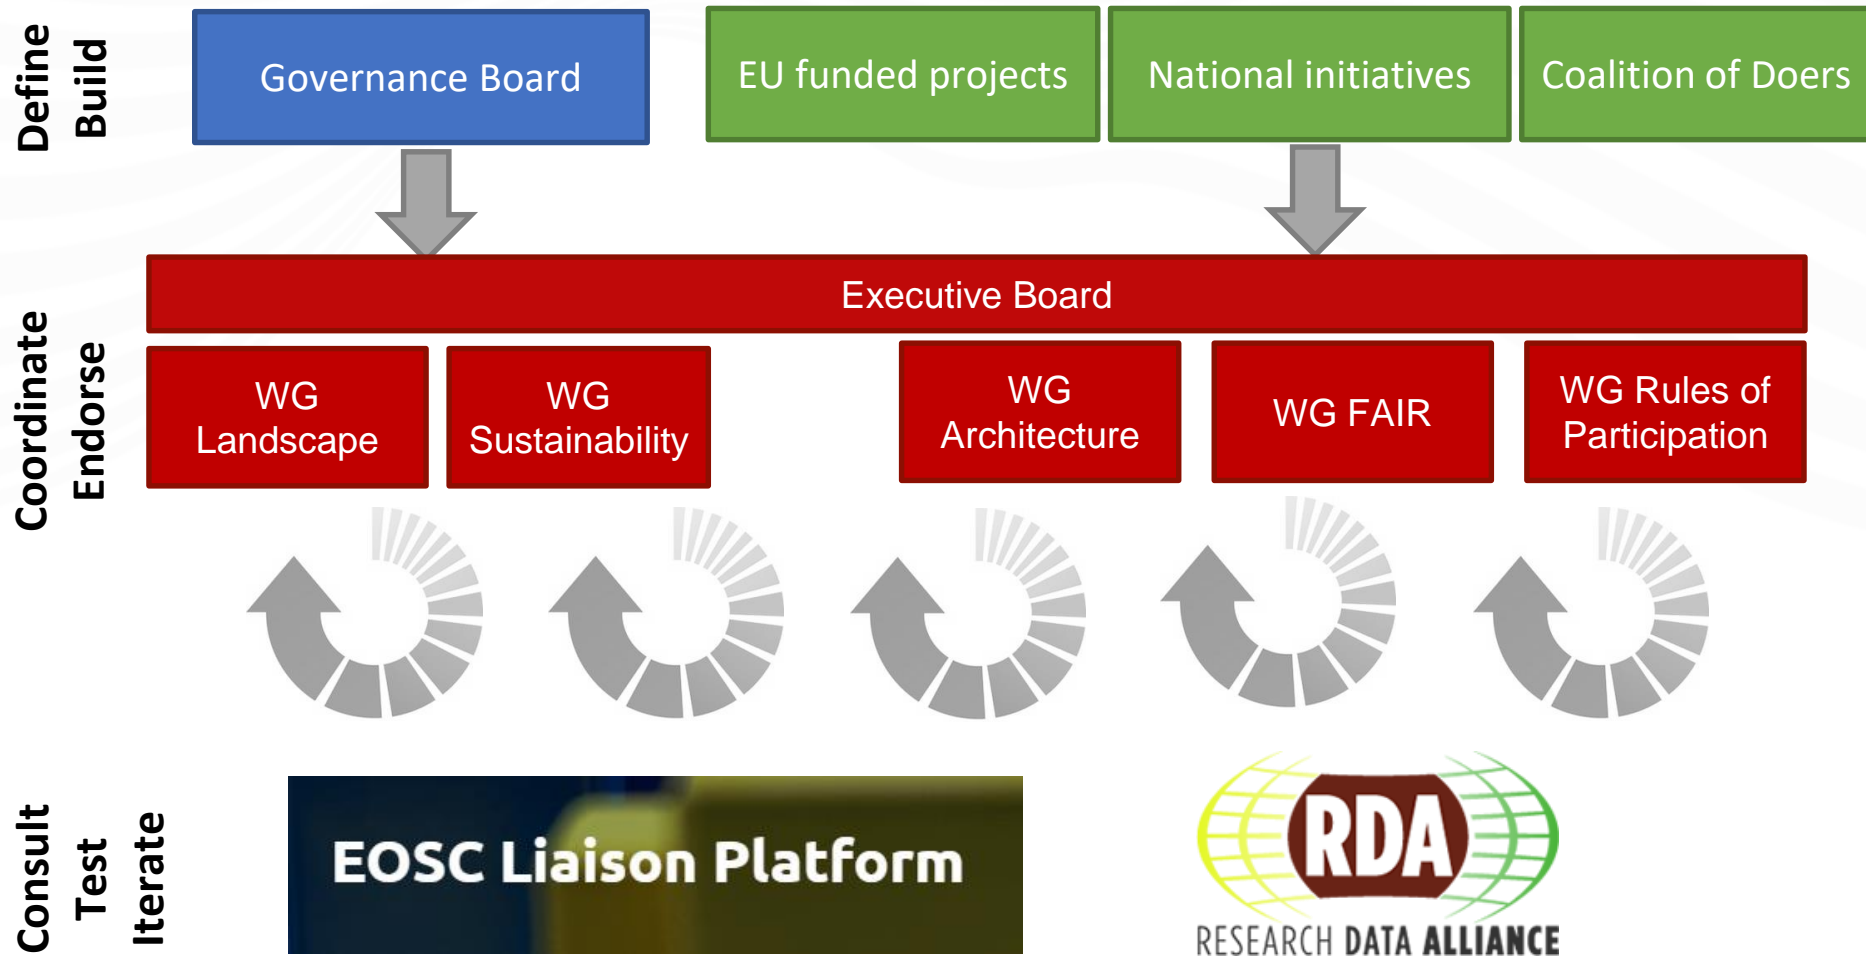 Define
Build
Governance Board
EU funded projects
National initiatives
Coalition of Doers
Coordinate
Endorse
Executive Board
WG
Landscape
WG
Sustainability
WG
Architecture
WG FAIR
WG Rules of
Participation
Consult
Test
Iterate
EOSC Liaison Platform
RDA
RESEARCH DATA ALLIANCE